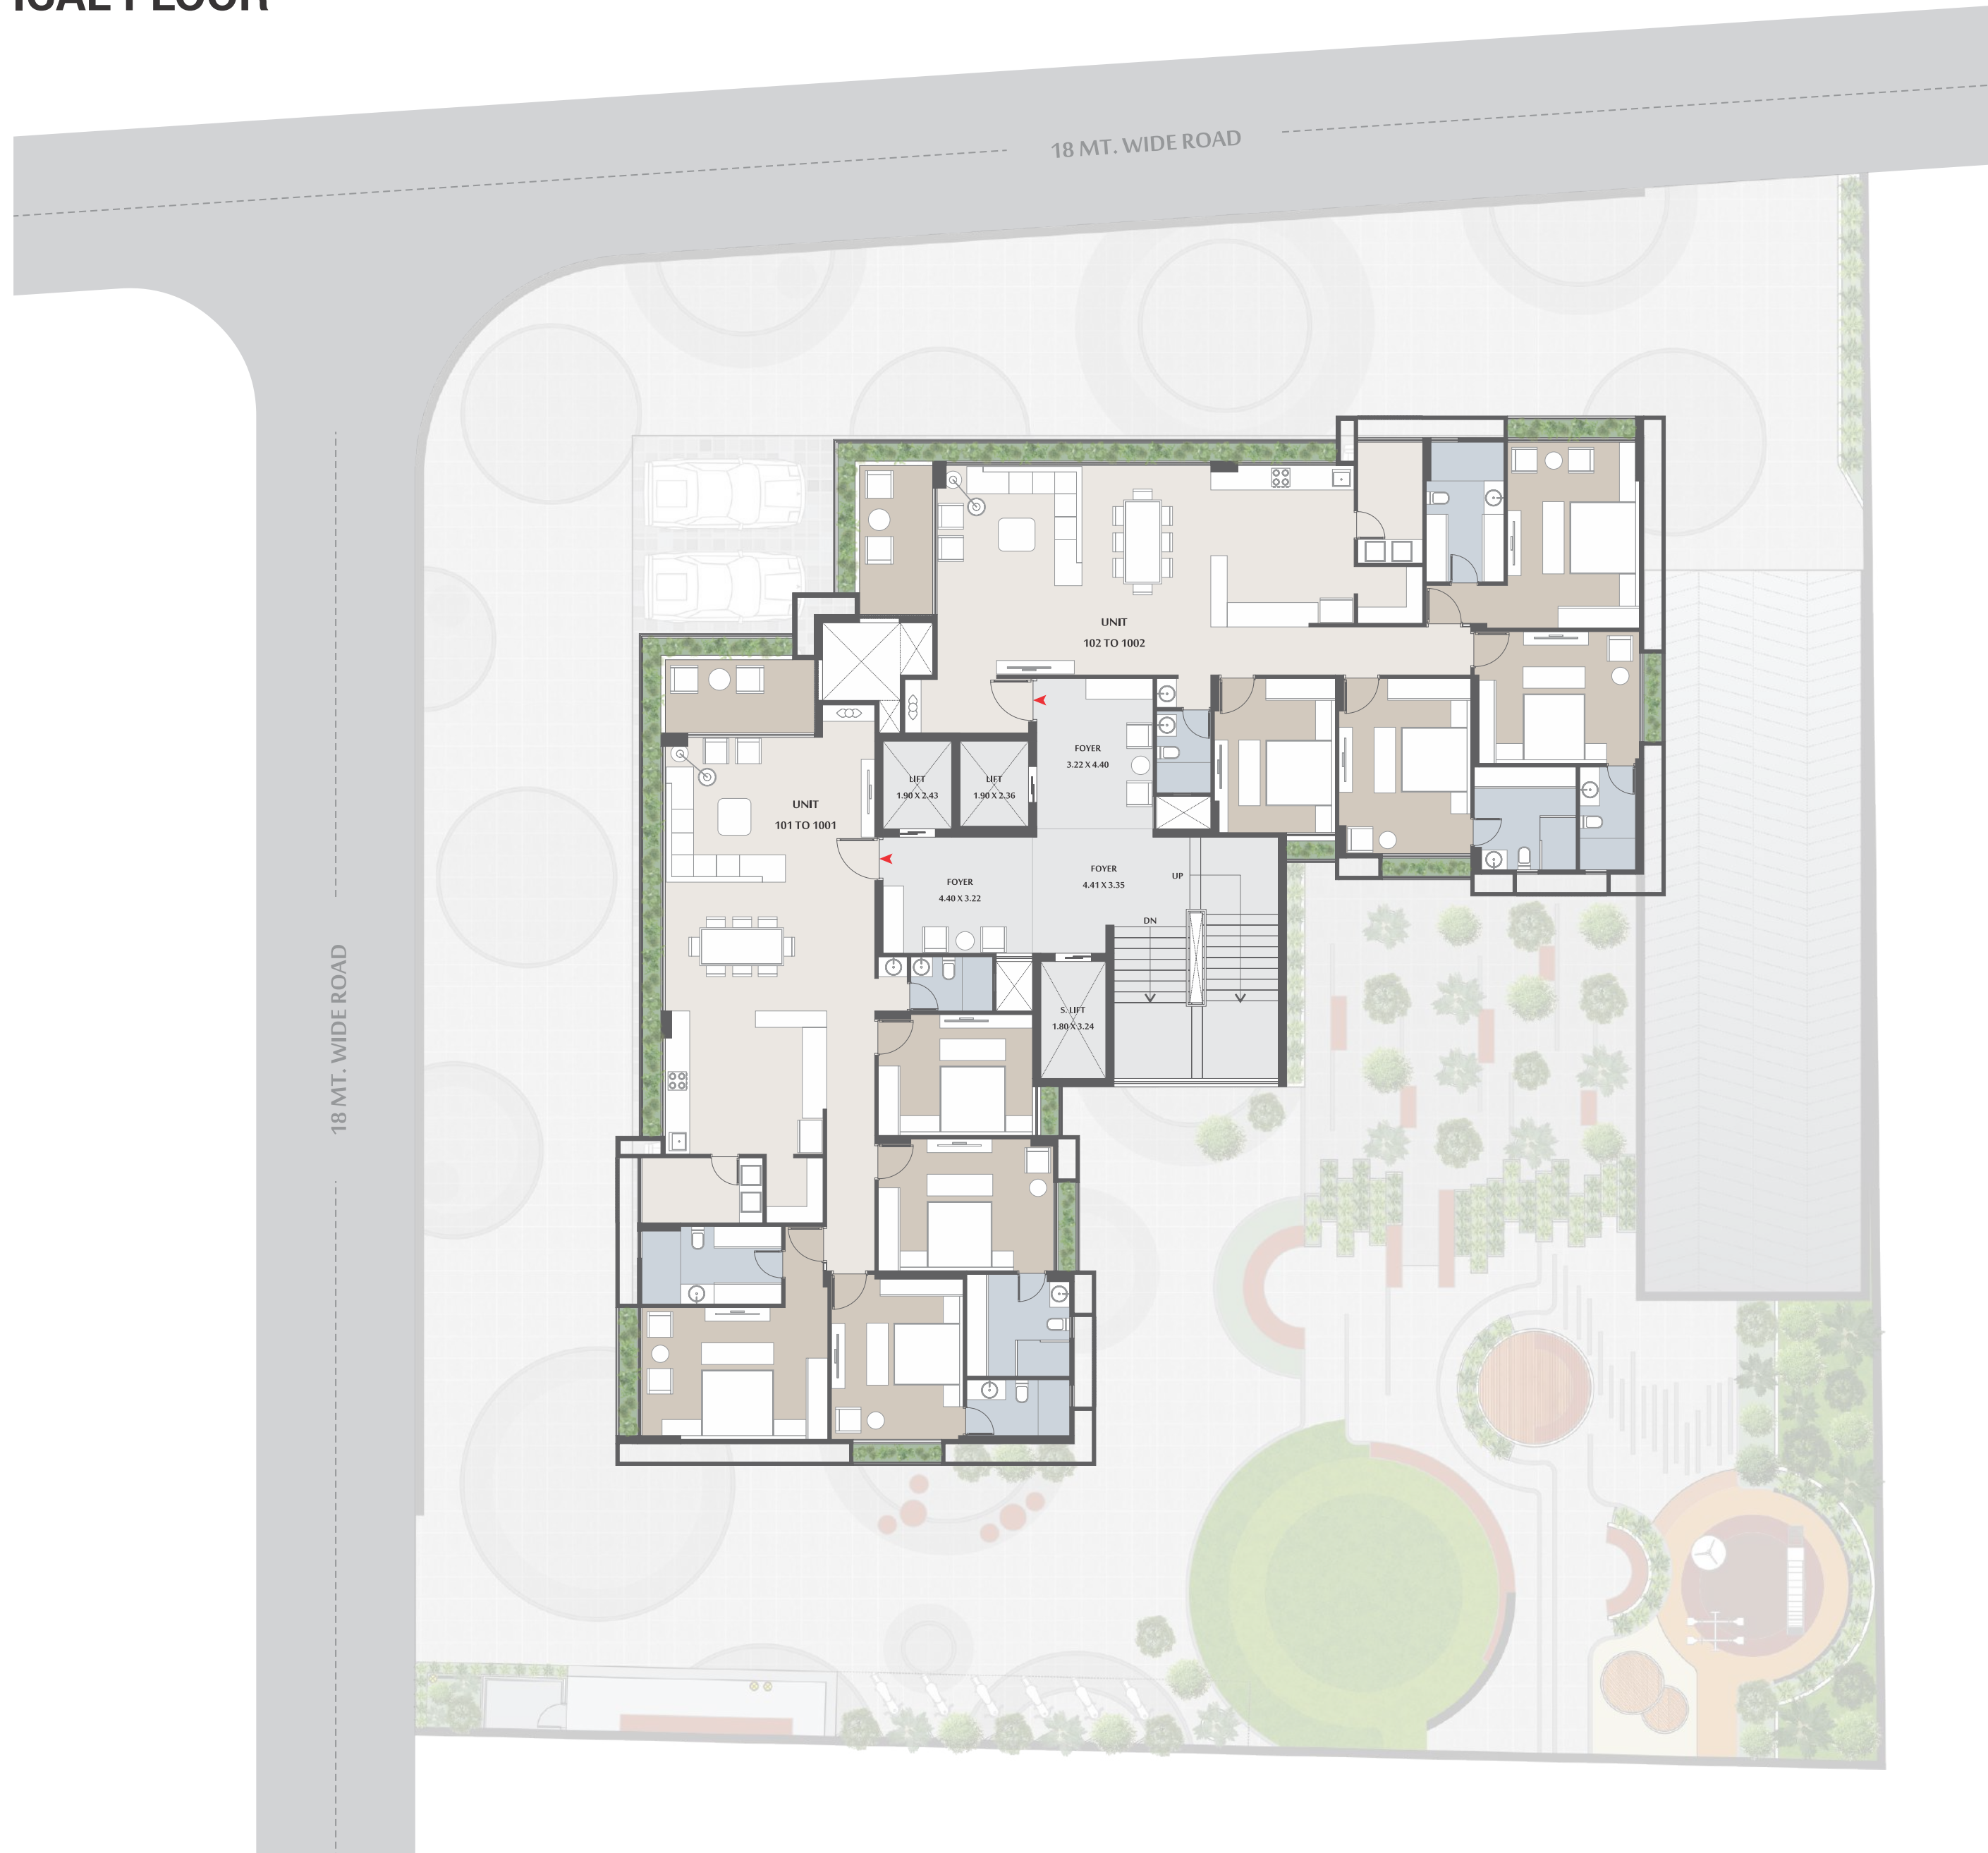 FLOOR
18 MT. WIDE ROAD
UNIT
102 TO 1002
FOYER
3.22 X 4.40
LIFT
1.90 X 2.43
LIFT
1.90 X 2.36
UNIT
101 TO 1001
FOYER
4.41 X 3.35
UP
FOYER
4.40 X 3.22
DN
S. LIFT
1.80 X 3.24
18 MT. WIDE ROAD